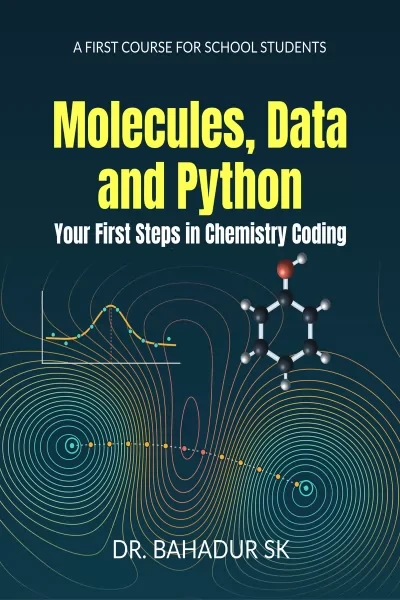 A FIRST COURSE FOR SCHOOL STUDENTS
Molecules, Data
and Python
Your First Steps in Chemistry Coding
DR. BAHADUR SK